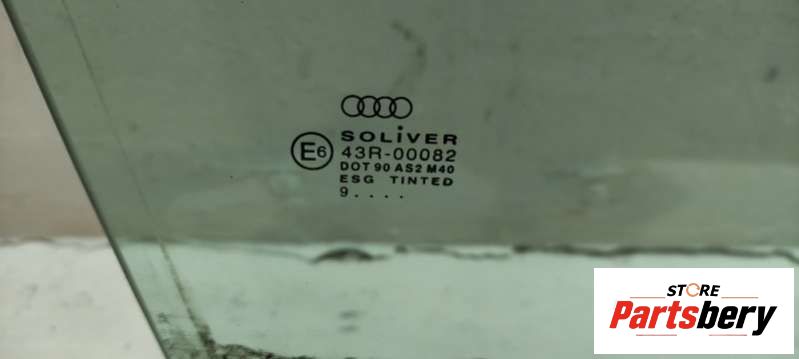 SOLiVER
E6 43R-00082
DOT 90 AS2 M40
ESG TINTED
9....
STORE
Partsbery